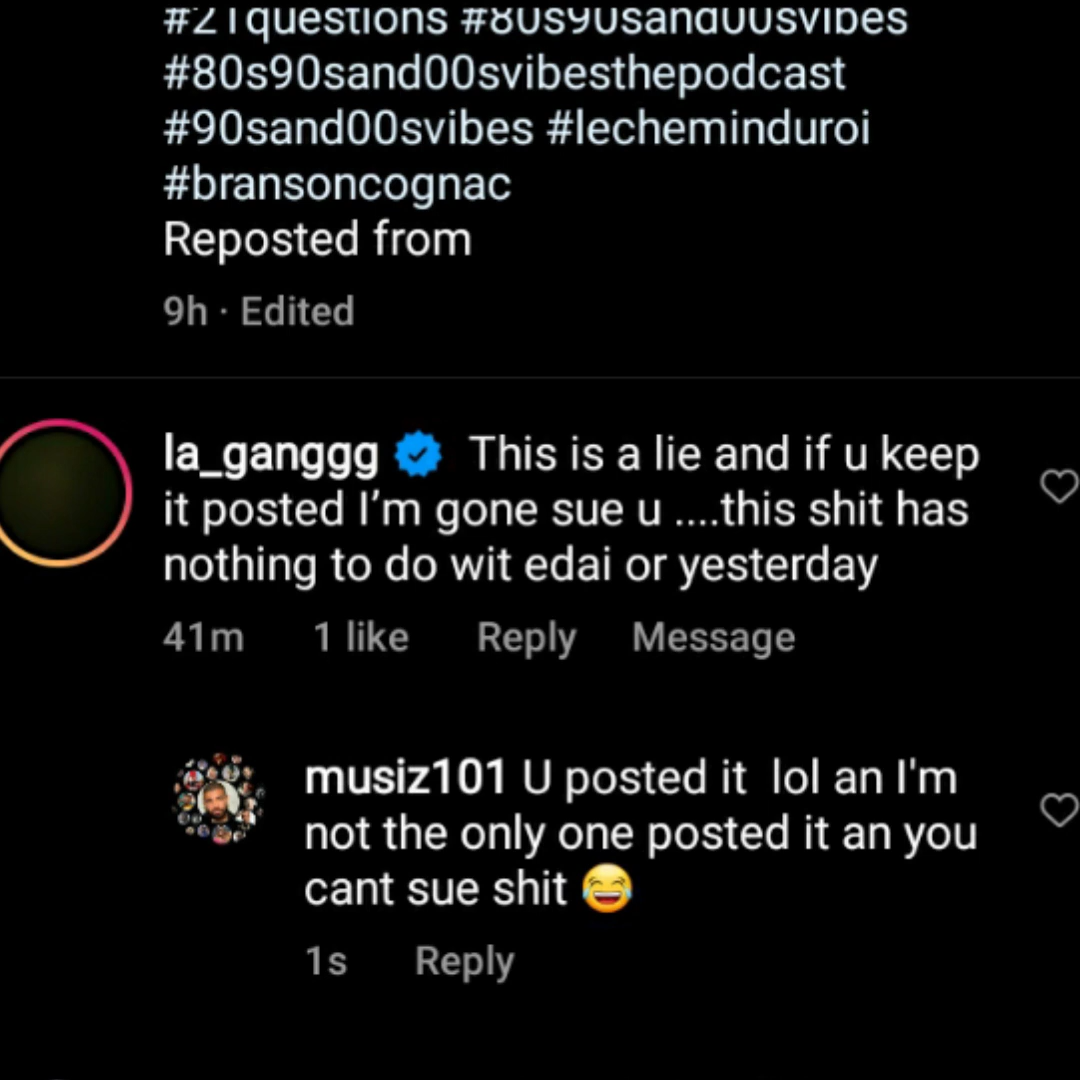 #21questions #80s90sand00svibes
#80s90sand00svibesthepodcast
#90sand00svibes #lecheminduroi
#bransoncognac
Reposted from
9h · Edited
la_ganggg This is a lie and if u keep
it posted I’m gone sue u ....this shit has
nothing to do wit edai or yesterday
41m 1 like Reply Message
musiz101 U posted it  lol an I'm
not the only one posted it an you
cant sue shit 😂
1s Reply